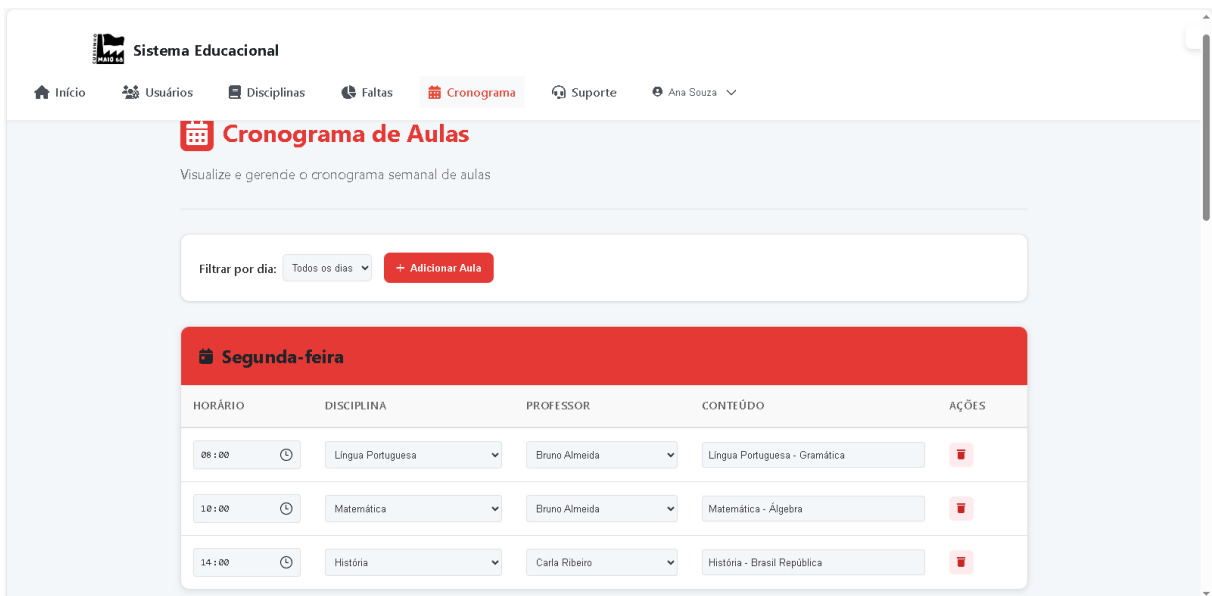 CURSINHO
MAIO 68
Sistema Educacional
Início Usuários Disciplinas Faltas Cronograma Suporte Ana Souza
Cronograma de Aulas
Visualize e gerencie o cronograma semanal de aulas
Filtrar por dia: Todos os dias + Adicionar Aula
Segunda-feira
HORÁRIO DISCIPLINA PROFESSOR CONTEÚDO AÇÕES
08:00 Língua Portuguesa Bruno Almeida Língua Portuguesa - Gramática
10:00 Matemática Bruno Almeida Matemática - Álgebra
14:00 História Carla Ribeiro História - Brasil República